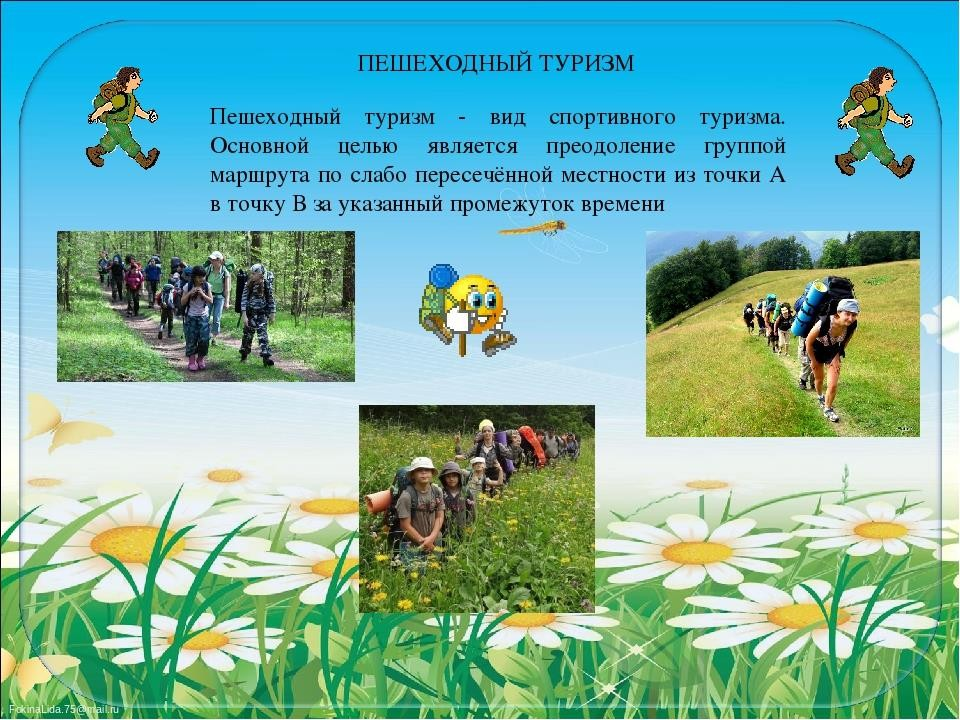 ПЕШЕХОДНЫЙ ТУРИЗМ
Пешеходный туризм - вид спортивного туризма.
Основной целью является преодоление группой
маршрута по слабо пересечённой местности из точки А
в точку В за указанный промежуток времени
FokinaLida.75@mail.ru